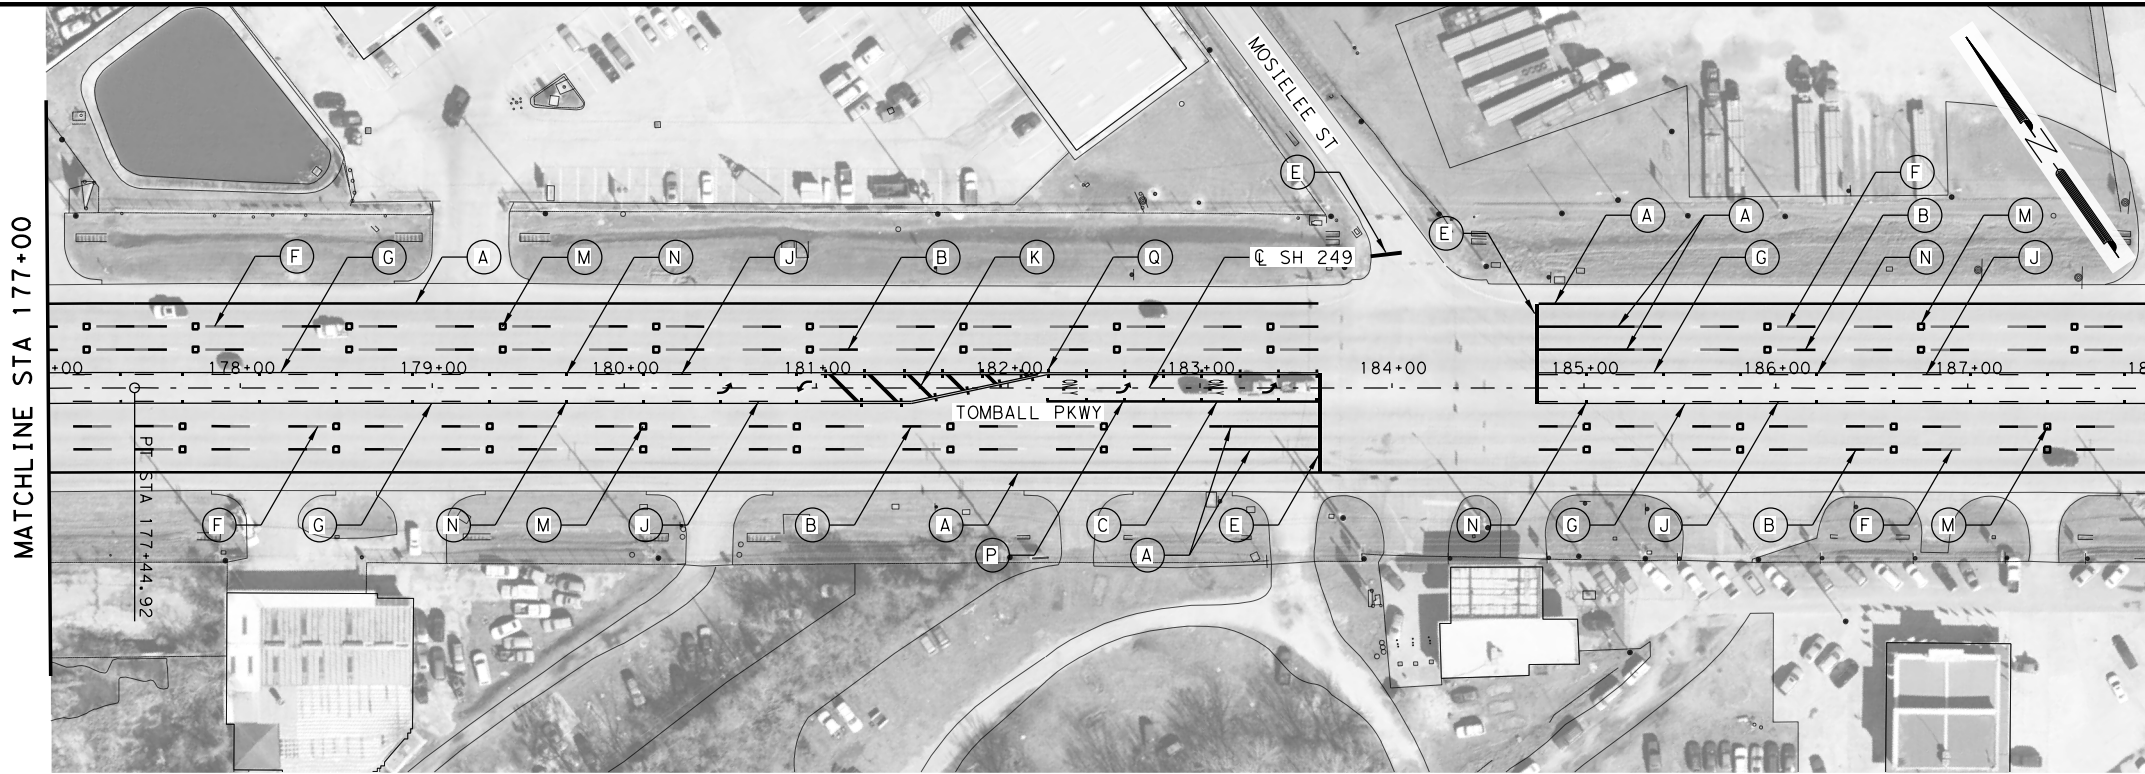 MATCHLINE STA 177+00
MOSIELEE ST
N
E
F
A
A
B
M
E
F
G
A
M
N
J
B
K
Q
℄ SH 249
G
N
J
+00
178+00
179+00
180+00
181+00
182+00
183+00
184+00
185+00
186+00
187+00
18
ONLY
ONLY
TOMBALL PKWY
PT STA 177+44.92
F
G
N
M
J
B
A
C
E
N
G
J
B
F
M
P
A